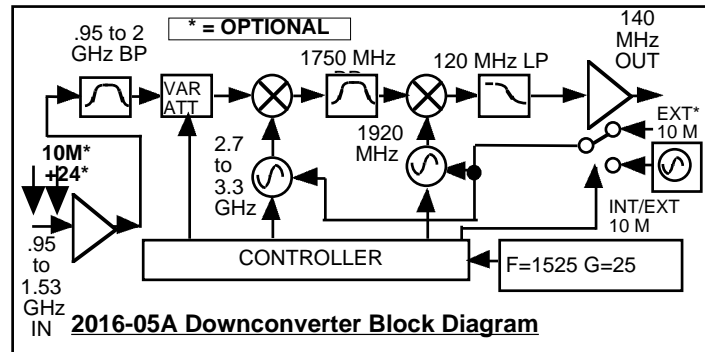 * = OPTIONAL
.95 to 2
GHz BP
VAR
ATT
1750 MHz
120 MHz LP
140
MHz
OUT
10M*
+24*
2.7
to
3.3
GHz
1920
MHz
EXT*
10 M
INT/EXT
10 M
.95
to
1.53
GHz
IN
CONTROLLER
F=1525 G=25
2016-05A Downconverter Block Diagram